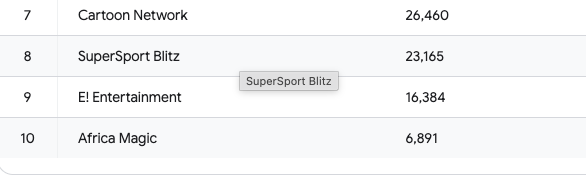 7 Cartoon Network 26,460
8 SuperSport Blitz 23,165
SuperSport Blitz
9 E! Entertainment 16,384
10 Africa Magic 6,891